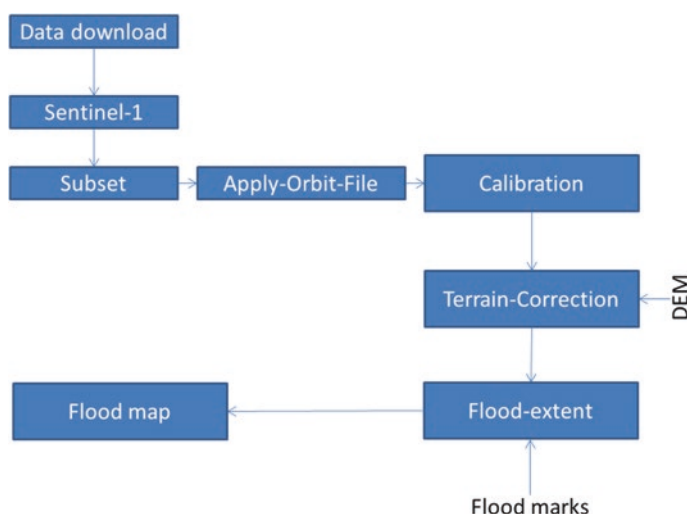 Data download
Sentinel-1
Subset
Apply-Orbit-File
Calibration
Terrain-Correction
DEM
Flood map
Flood-extent
Flood marks